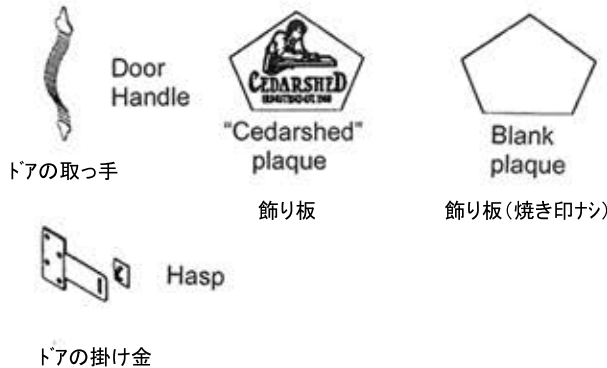 Door
Handle
ﾄﾞｱの取っ手
CEDARSHED
"Cedarshed"
plaque
飾り板
Blank
plaque
飾り板(焼き印ﾅｼ)
Hasp
ﾄﾞｱの掛け金